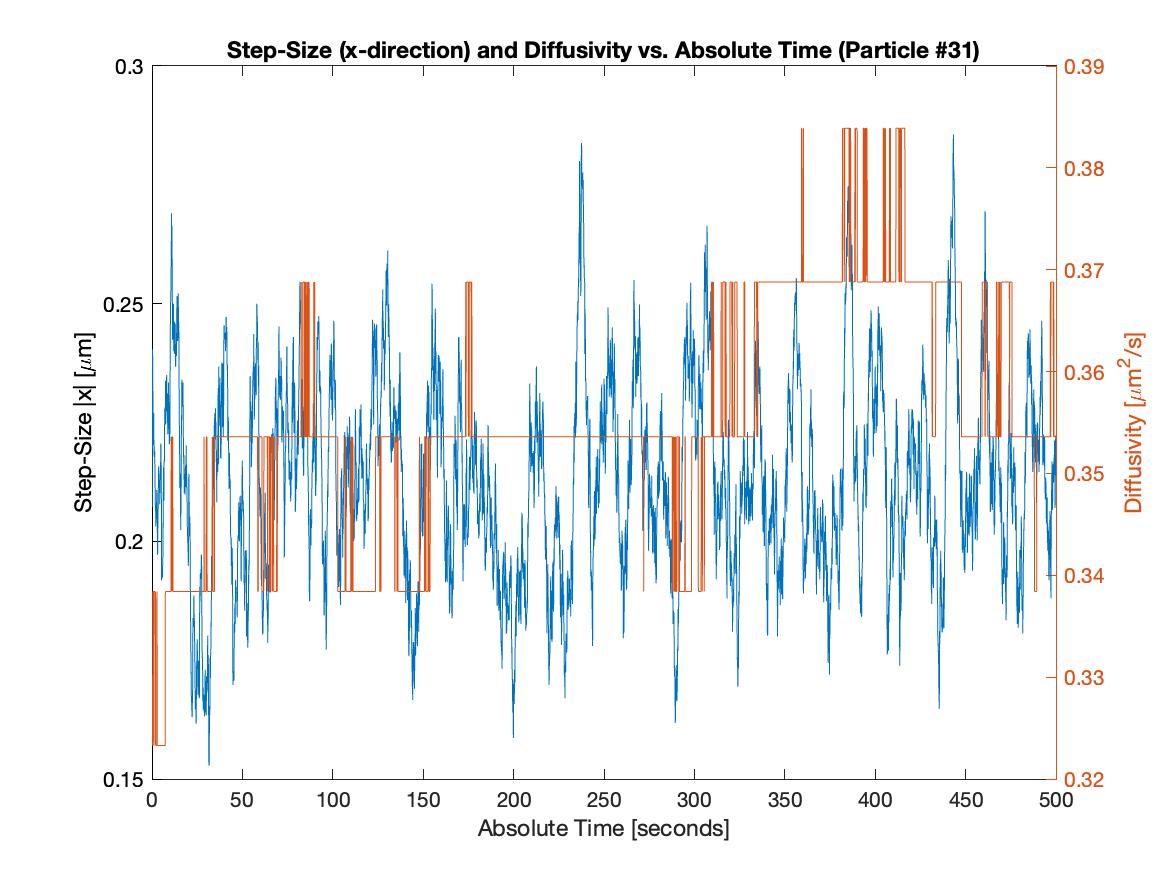 Step-Size (x-direction) and Diffusivity vs. Absolute Time (Particle #31)
0.3
0.25
0.2
0.15
Step-Size |x| [μm]
0.39
0.38
0.37
0.36
0.35
0.34
0.33
0.32
Diffusivity [μm²/s]
0 50 100 150 200 250 300 350 400 450 500
Absolute Time [seconds]